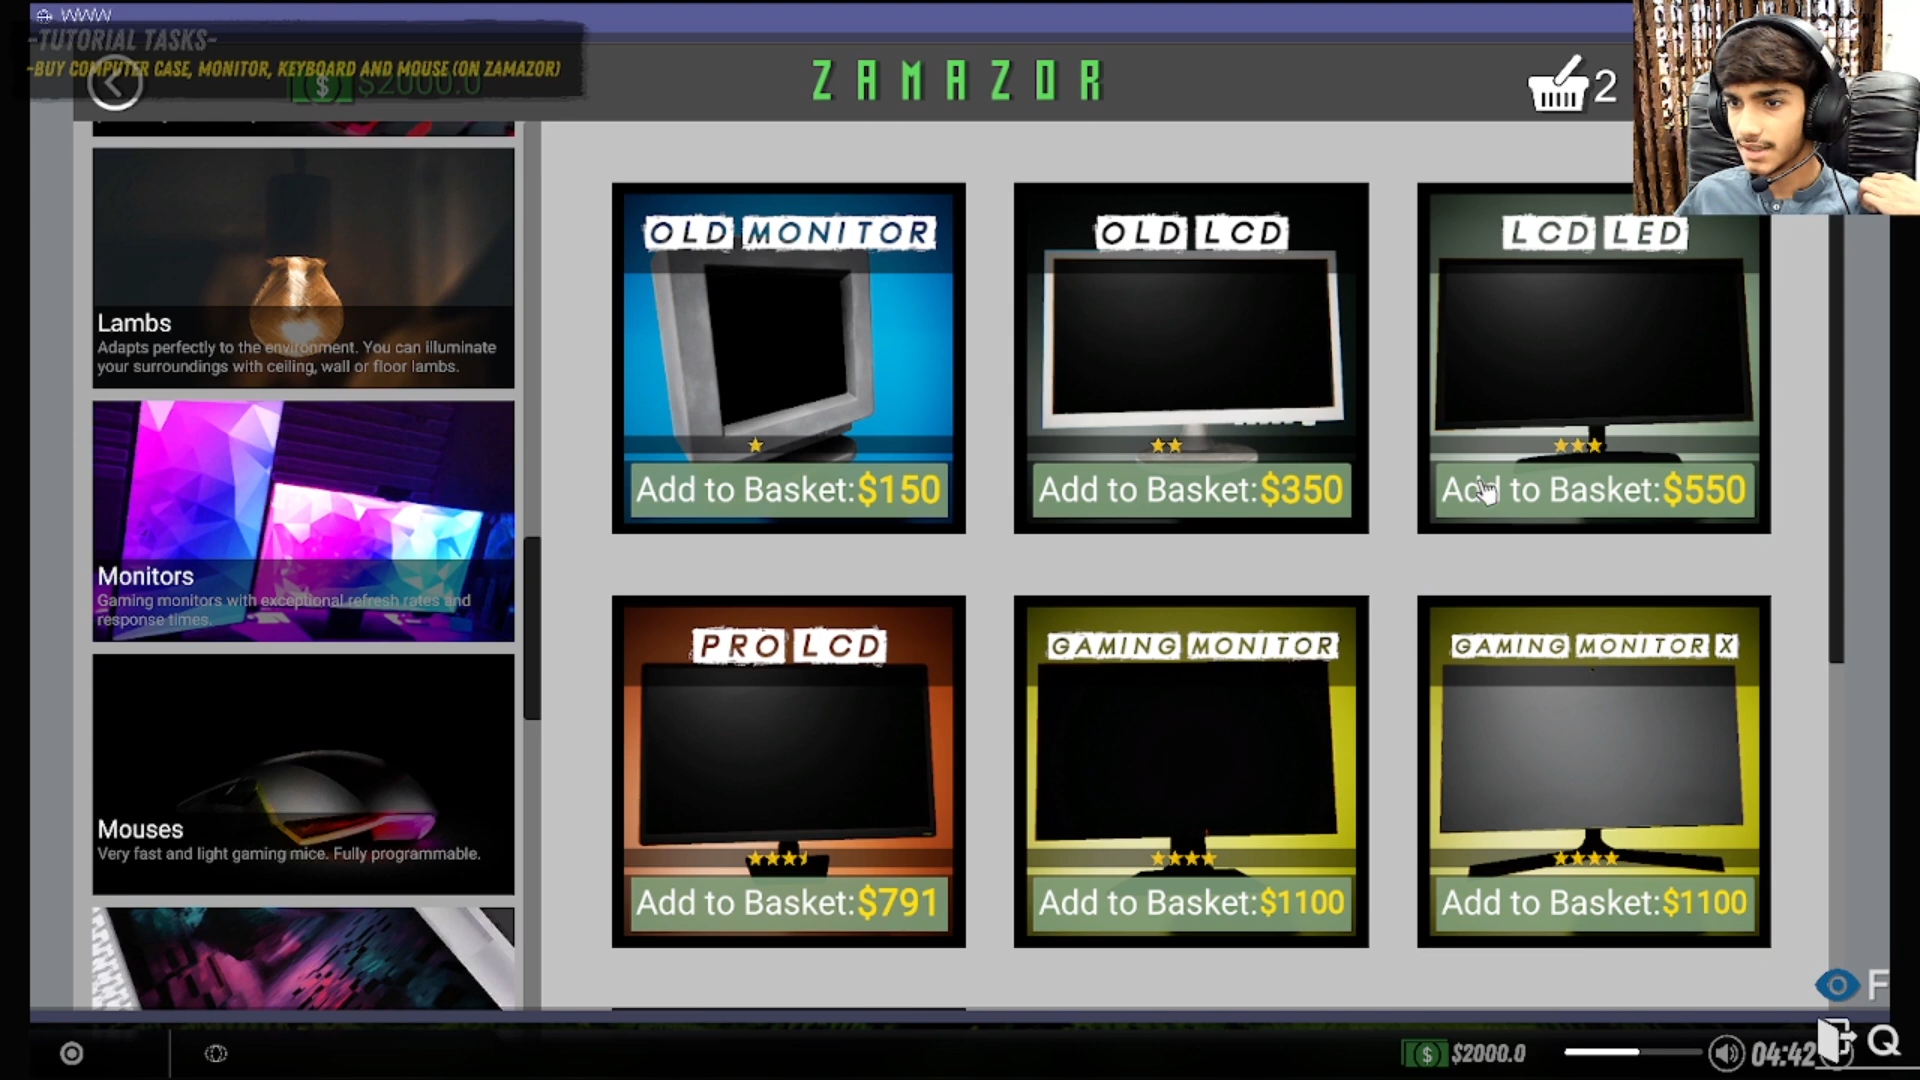 WWW
-TUTORIAL TASKS-
-BUY COMPUTER CASE, MONITOR, KEYBOARD AND MOUSE (ON ZAMAZOR)
$2000.0
ZAMAZOR
2
Lambs
Adapts perfectly to the environment. You can illuminate
your surroundings with ceiling, wall or floor lambs.
Monitors
Gaming monitors with exceptional refresh rates and
response times.
Mouses
Very fast and light gaming mice. Fully programmable.
OLD MONITOR
Add to Basket:$150
OLD LCD
Add to Basket:$350
LCD LED
Add to Basket:$550
PRO LCD
Add to Basket:$791
GAMING MONITOR
Add to Basket:$1100
GAMING MONITOR X
Add to Basket:$1100
F
$2000.0
04:42
Q